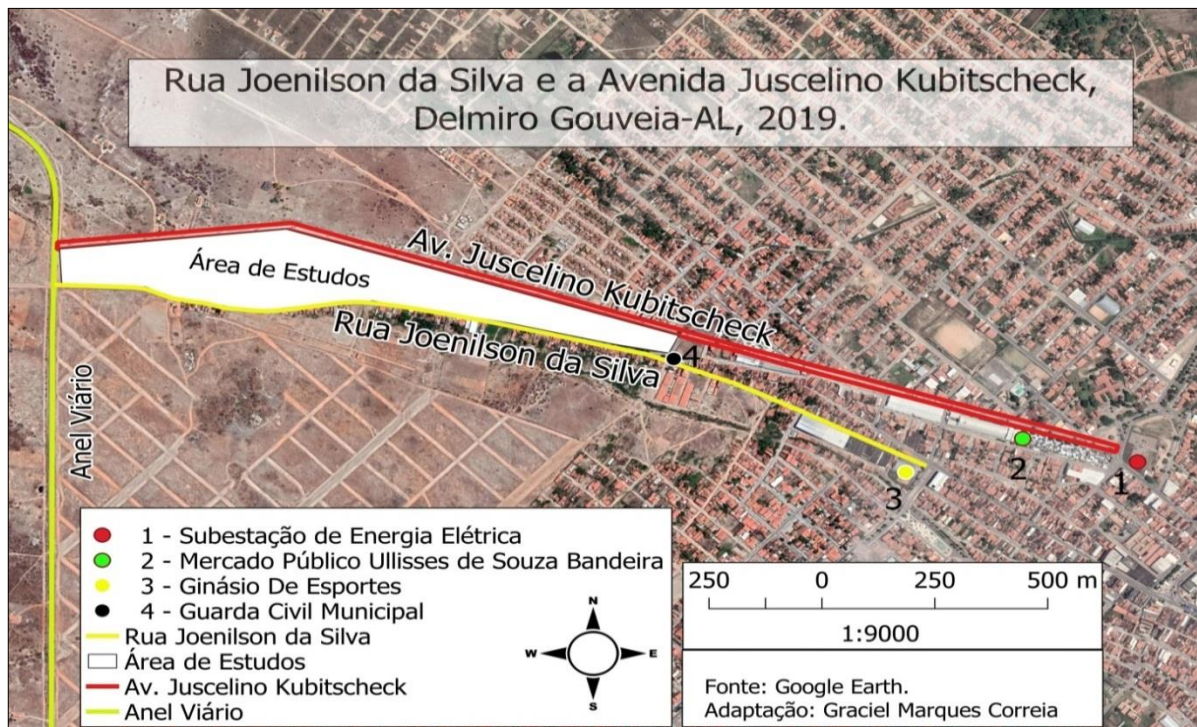 Rua Joenilson da Silva e a Avenida Juscelino Kubitscheck,
Delmiro Gouveia-AL, 2019.
Av. Juscelino Kubitscheck
Área de Estudos
Rua Joenilson da Silva
4
Anel Viário
2
1
3
1 - Subestação de Energia Elétrica
2 - Mercado Público Ullisses de Souza Bandeira
3 - Ginásio De Esportes
4 - Guarda Civil Municipal
Rua Joenilson da Silva
Área de Estudos
Av. Juscelino Kubitscheck
Anel Viário
N
W E
S
250 0 250 500 m
1:9000
Fonte: Google Earth.
Adaptação: Graciel Marques Correia